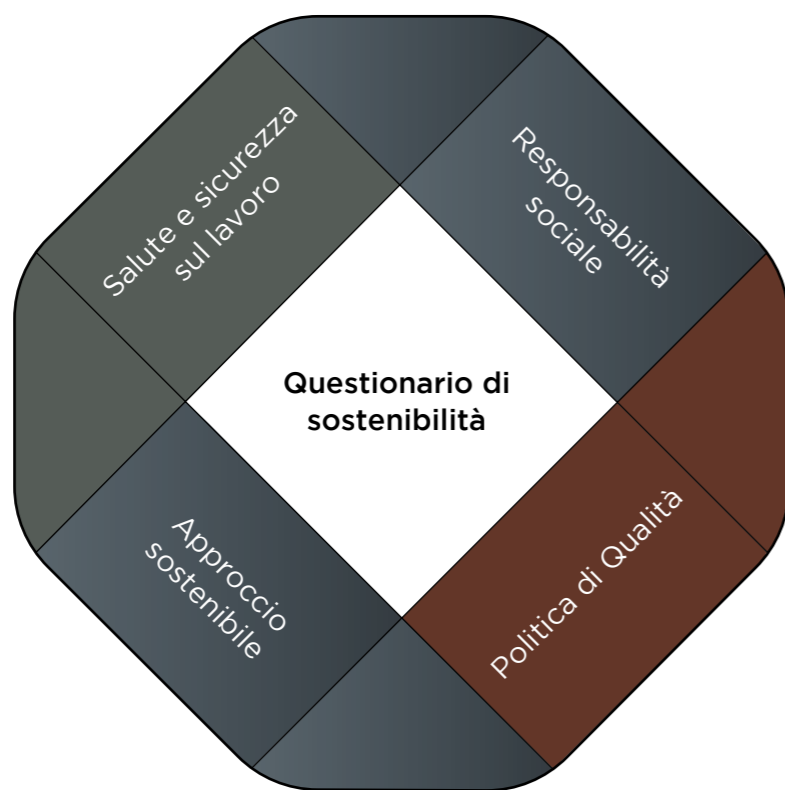 Salute e sicurezza
sul lavoro
Responsabilità
sociale
Questionario di
sostenibilità
Approccio
sostenibile
Politica di Qualità